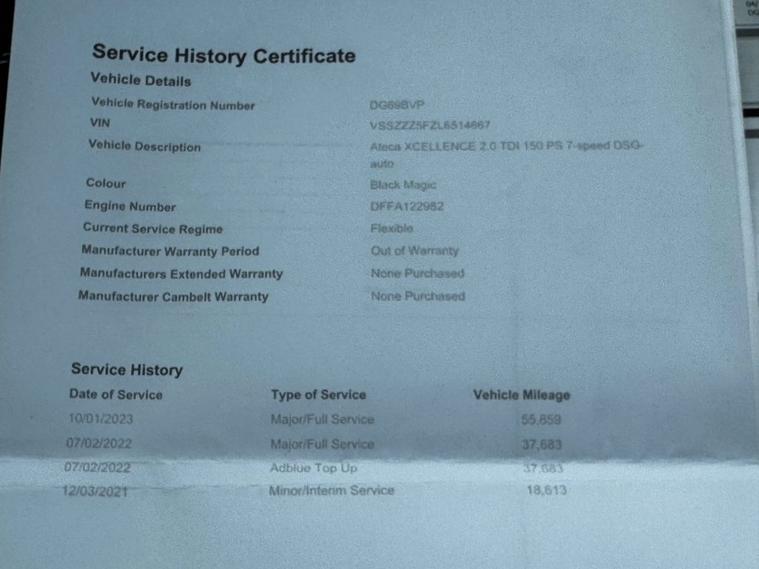 Service History Certificate
Vehicle Details
Vehicle Registration Number DG69BVP
VIN VSSZZZ5FZL6514667
Vehicle Description Ateca XCELLENCE 2.0 TDI 150 PS 7-speed DSG-
auto
Colour Black Magic
Engine Number DFFA122982
Current Service Regime Flexible
Manufacturer Warranty Period Out of Warranty
Manufacturers Extended Warranty None Purchased
Manufacturer Cambelt Warranty None Purchased
Service History
Date of Service Type of Service Vehicle Mileage
10/01/2023 Major/Full Service 55,659
07/02/2022 Major/Full Service 37,683
07/02/2022 Adblue Top Up 37,683
12/03/2021 Minor/Interim Service 18,613